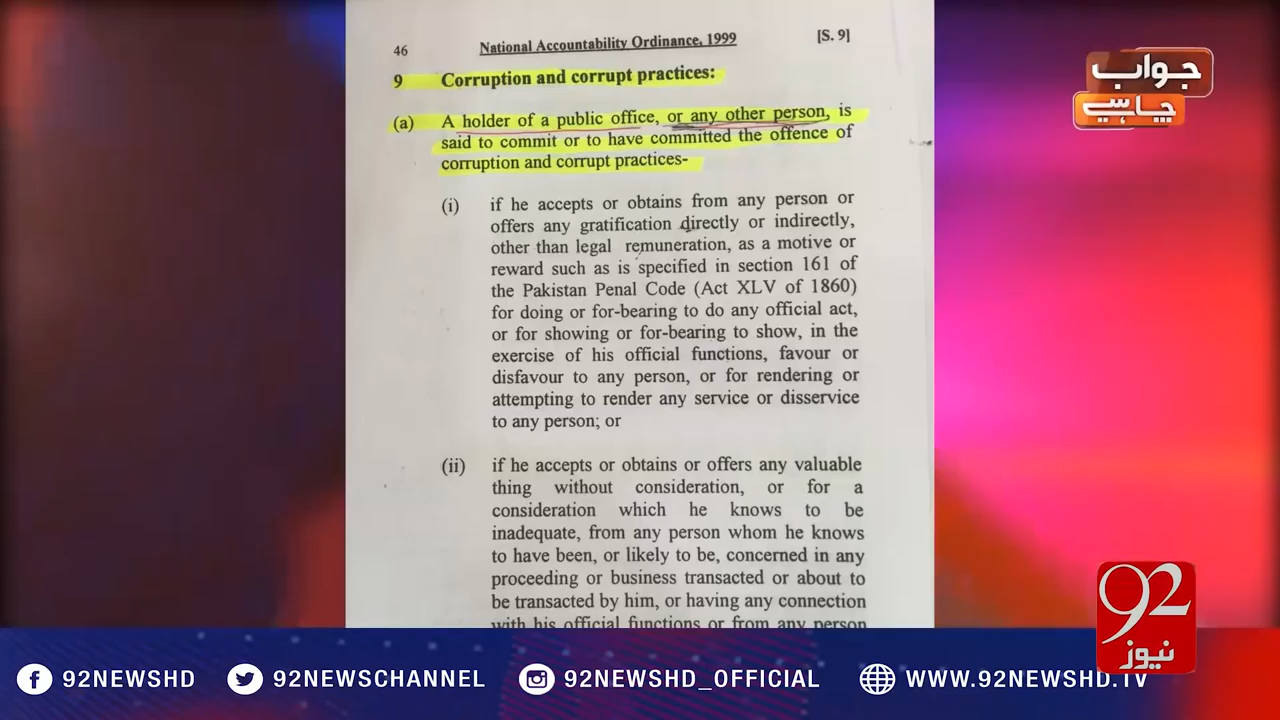 46 National Accountability Ordinance, 1999 [S. 9]
9 Corruption and corrupt practices:
(a) A holder of a public office, or any other person, is
said to commit or to have committed the offence of
corruption and corrupt practices-
(i) if he accepts or obtains from any person or
offers any gratification directly or indirectly,
other than legal remuneration, as a motive or
reward such as is specified in section 161 of
the Pakistan Penal Code (Act XLV of 1860)
for doing or for-bearing to do any official act,
or for showing or for-bearing to show, in the
exercise of his official functions, favour or
disfavour to any person, or for rendering or
attempting to render any service or disservice
to any person; or
(ii) if he accepts or obtains or offers any valuable
thing without consideration, or for a
consideration which he knows to be
inadequate, from any person whom he knows
to have been, or likely to be, concerned in any
proceeding or business transacted or about to
be transacted by him, or having any connection
with his official functions or from any person
جواب
چاہیے
92
نیوز
92NEWSHD
92NEWSCHANNEL
92NEWSHD_OFFICIAL
WWW.92NEWSHD.TV